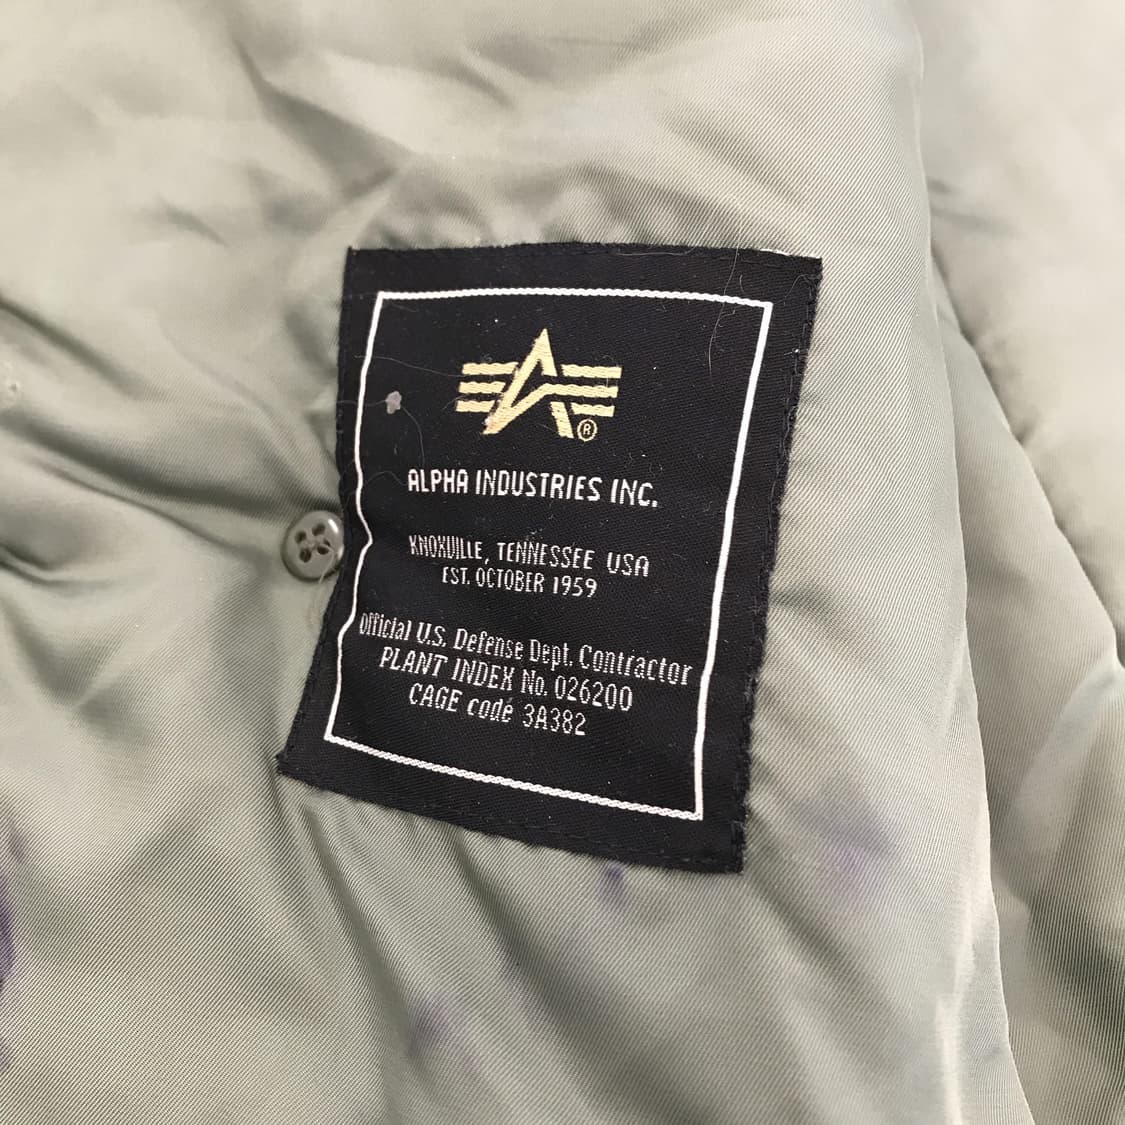 ®
ALPHA INDUSTRIES INC.
KNOXVILLE, TENNESSEE USA
EST. OCTOBER 1959
Official U.S. Defense Dept. Contractor
PLANT INDEX No. 026200
CAGE code 3A382